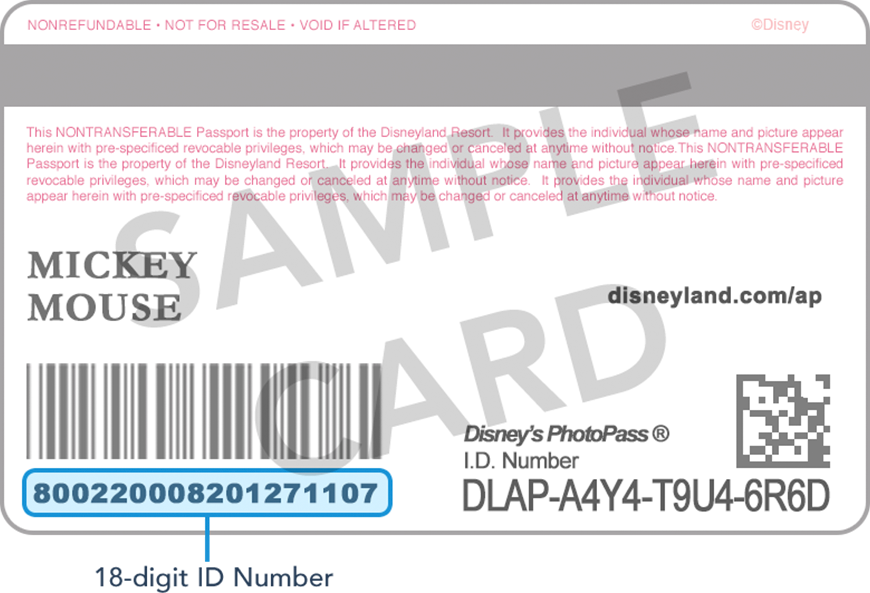 NONREFUNDABLE • NOT FOR RESALE • VOID IF ALTERED ©Disney
This NONTRANSFERABLE Passport is the property of the Disneyland Resort. It provides the individual whose name and picture appear
herein with pre-specificed revocable privileges, which may be changed or canceled at anytime without notice.This NONTRANSFERABLE
Passport is the property of the Disneyland Resort. It provides the individual whose name and picture appear herein with pre-specificed
revocable privileges, which may be changed or canceled at anytime without notice. It provides the individual whose name and picture
appear herein with pre-specificed revocable privileges, which may be changed or canceled at anytime without notice.
SAMPLE
CARD
MICKEY
MOUSE
disneyland.com/ap
800220008201271107
Disney's PhotoPass ®
I.D. Number
DLAP-A4Y4-T9U4-6R6D
18-digit ID Number